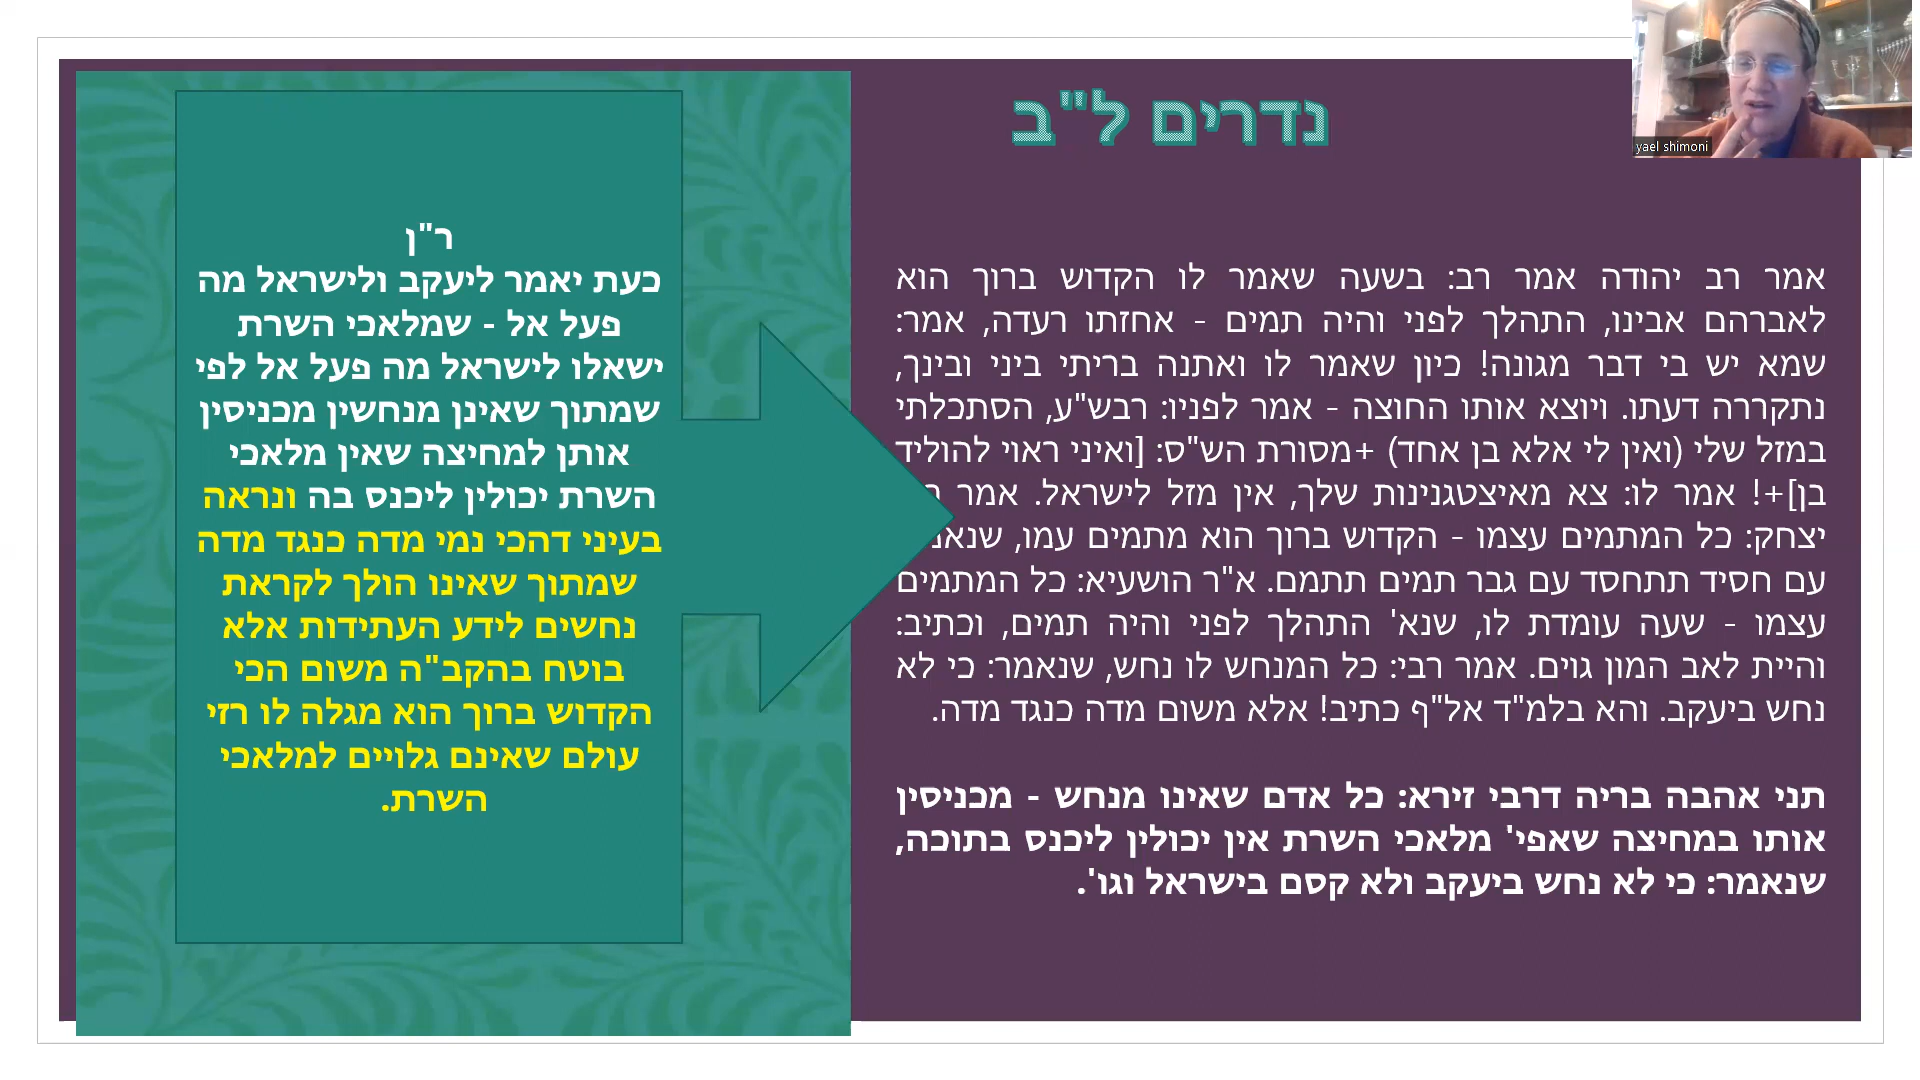 נדרים ל"ב
אמר רב יהודה אמר רב: בשעה שאמר לו הקדוש ברוך הוא
לאברהם אבינו, התהלך לפני והיה תמים - אחזתו רעדה, אמר:
שמא יש בי דבר מגונה! כיון שאמר לו ואתנה בריתי ביני ובינך,
נתקררה דעתו. ויוצא אותו החוצה - אמר לפניו: רבש"ע, הסתכלתי
במזל שלי (ואין לי אלא בן אחד) +מסורת הש"ס: [ואיני ראוי להוליד
בן]+! אמר לו: צא מאיצטגנינות שלך, אין מזל לישראל. אמר
יצחק: כל המתמים עצמו - הקדוש ברוך הוא מתמים עמו,
עם חסיד תתחסד עם גבר תמים תתמם. א"ר הושעיא: כל המתמים
עצמו - שעה עומדת לו, שנא' התהלך לפני והיה תמים, וכתיב:
והיית לאב המון גוים. אמר רבי: כל המנחש לו נחש, שנאמר: כי לא
נחש ביעקב. והא בלמ"ד אל"ף כתיב! אלא משום מדה כנגד מדה.
תני אהבה בריה דרבי זירא: כל אדם שאינו מנחש - מכניסין
אותו במחיצה שאפי' מלאכי השרת אין יכולין ליכנס בתוכה,
שנאמר: כי לא נחש ביעקב ולא קסם בישראל וגו'.
ר"ן
כעת יאמר ליעקב ולישראל מה
פעל אל - שמלאכי השרת
ישאלו לישראל מה פעל אל לפי
שמתוך שאינן מנחשין מכניסין
אותן למחיצה שאין מלאכי
השרת יכולין ליכנס בה ונראה
בעיני דהכי נמי מדה כנגד מדה
שמתוך שאינו הולך לקראת
נחשים לידע העתידות אלא
בוטח בהקב"ה משום הכי
הקדוש ברוך הוא מגלה לו רזי
עולם שאינם גלויים למלאכי
השרת.
yael shimoni